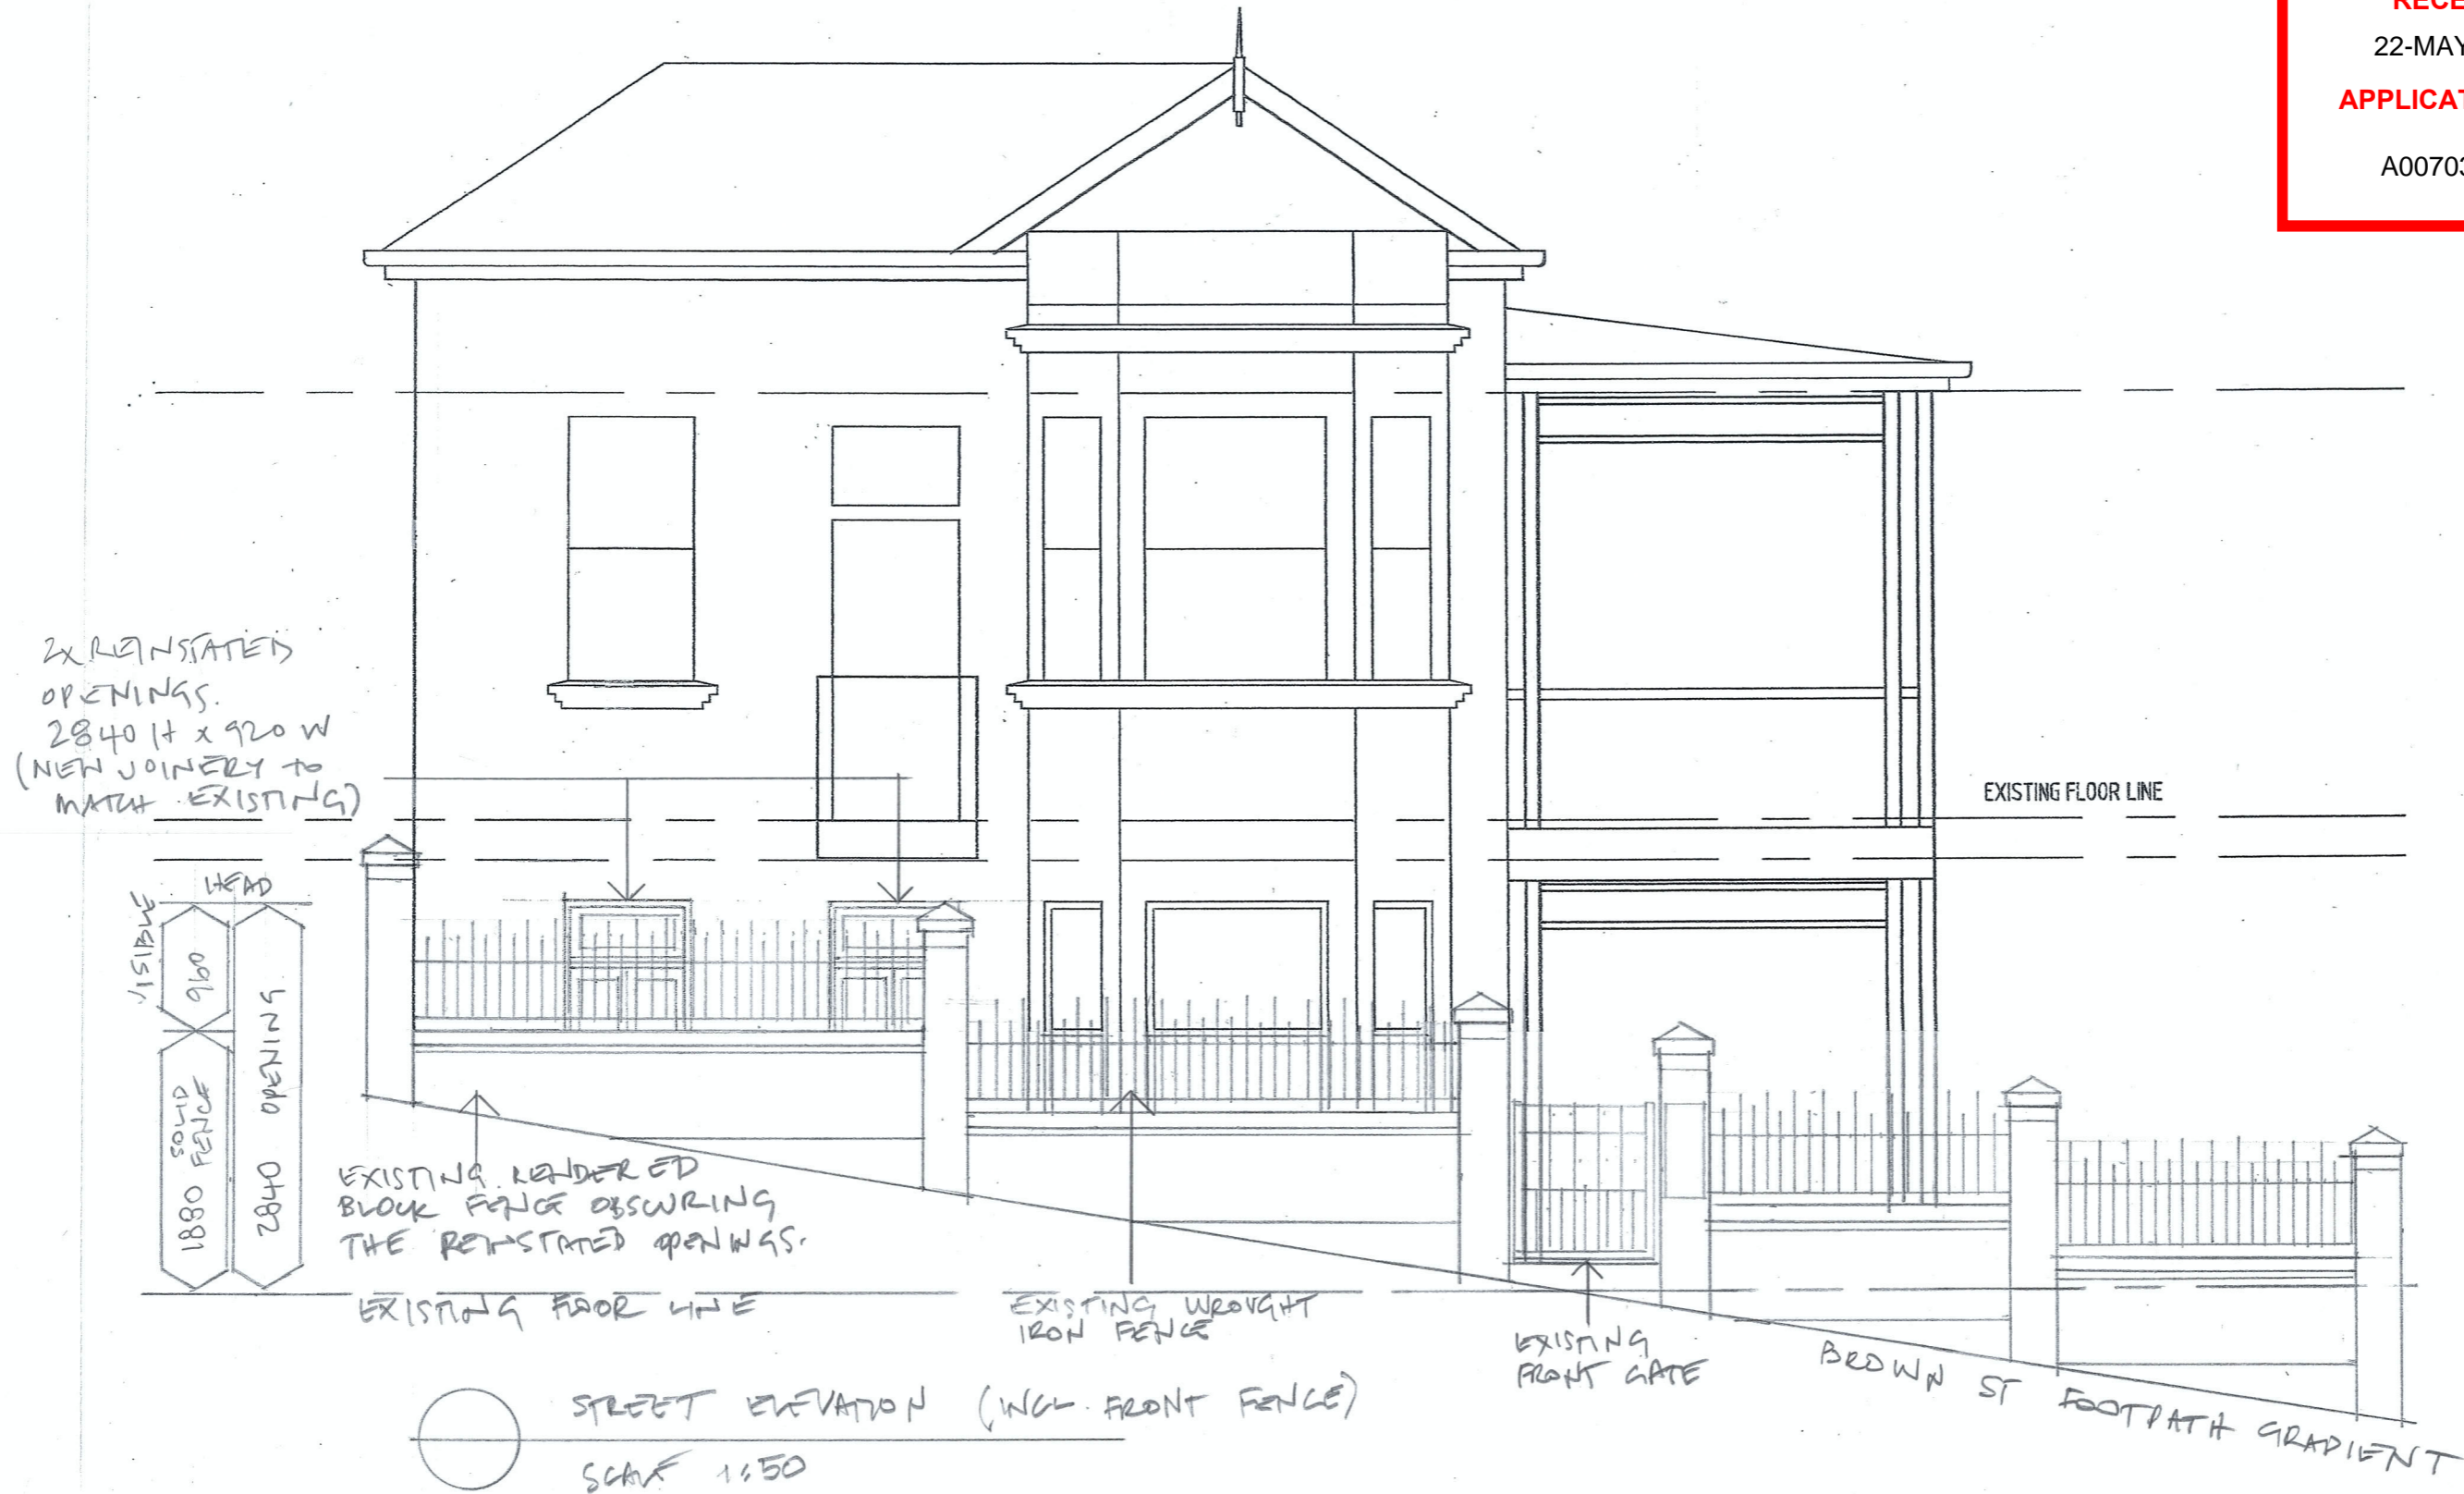 RECE
22-MAY
APPLICAT
A00703
2X REINSTATED
OPENINGS.
2840 H x 920 W
(NEW JOINERY TO
MATCH EXISTING)
EXISTING FLOOR LINE
HEAD
VISIBLE
960
1880 SOLID FENCE
2840 OPENING
EXISTING RENDERED
BLOCK FENCE OBSCURING
THE REINSTATED OPENINGS.
EXISTING FLOOR LINE
EXISTING WROUGHT
IRON FENCE
EXISTING
FRONT GATE
BROWN ST FOOTPATH GRADIENT
STREET ELEVATION (INCL. FRONT FENCE)
SCALE 1:50